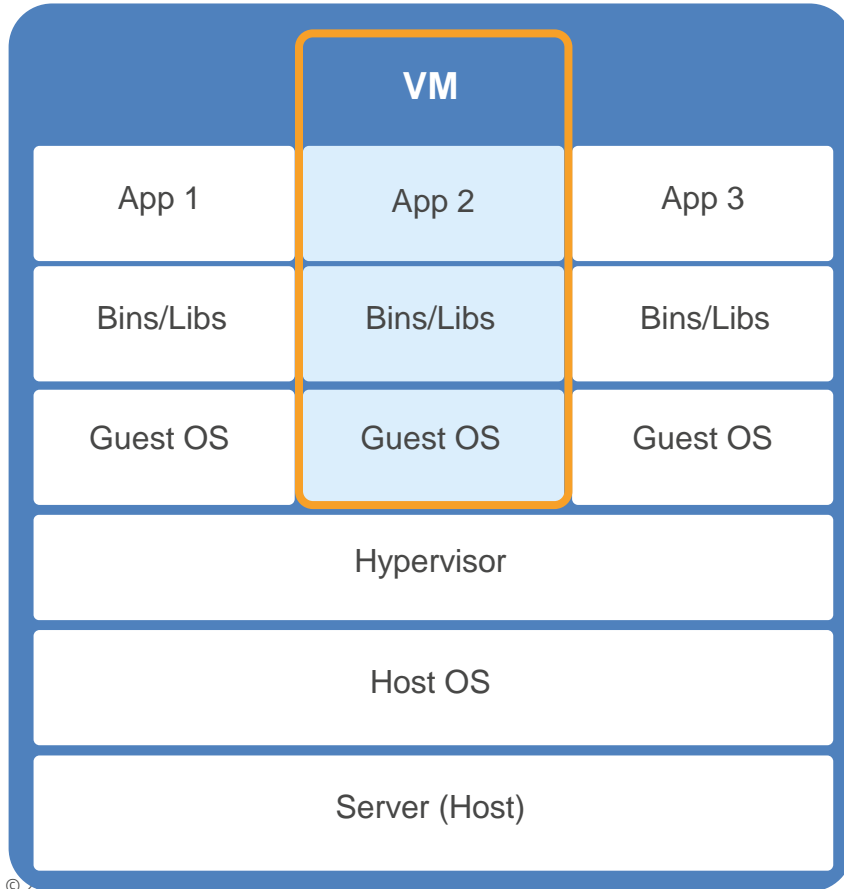 VM
App 1 App 2 App 3
Bins/Libs Bins/Libs Bins/Libs
Guest OS Guest OS Guest OS
Hypervisor
Host OS
Server (Host)
©